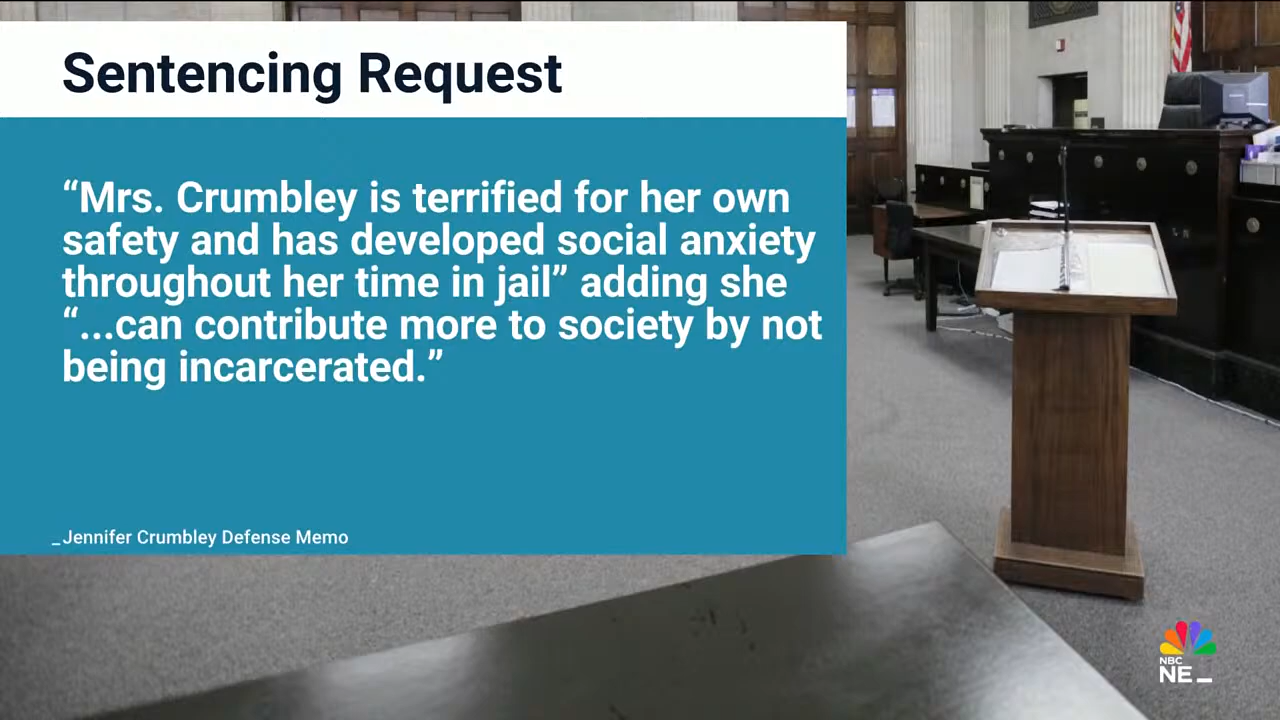 Sentencing Request
“Mrs. Crumbley is terrified for her own
safety and has developed social anxiety
throughout her time in jail” adding she
“...can contribute more to society by not
being incarcerated.”
_Jennifer Crumbley Defense Memo
NBC
NE_